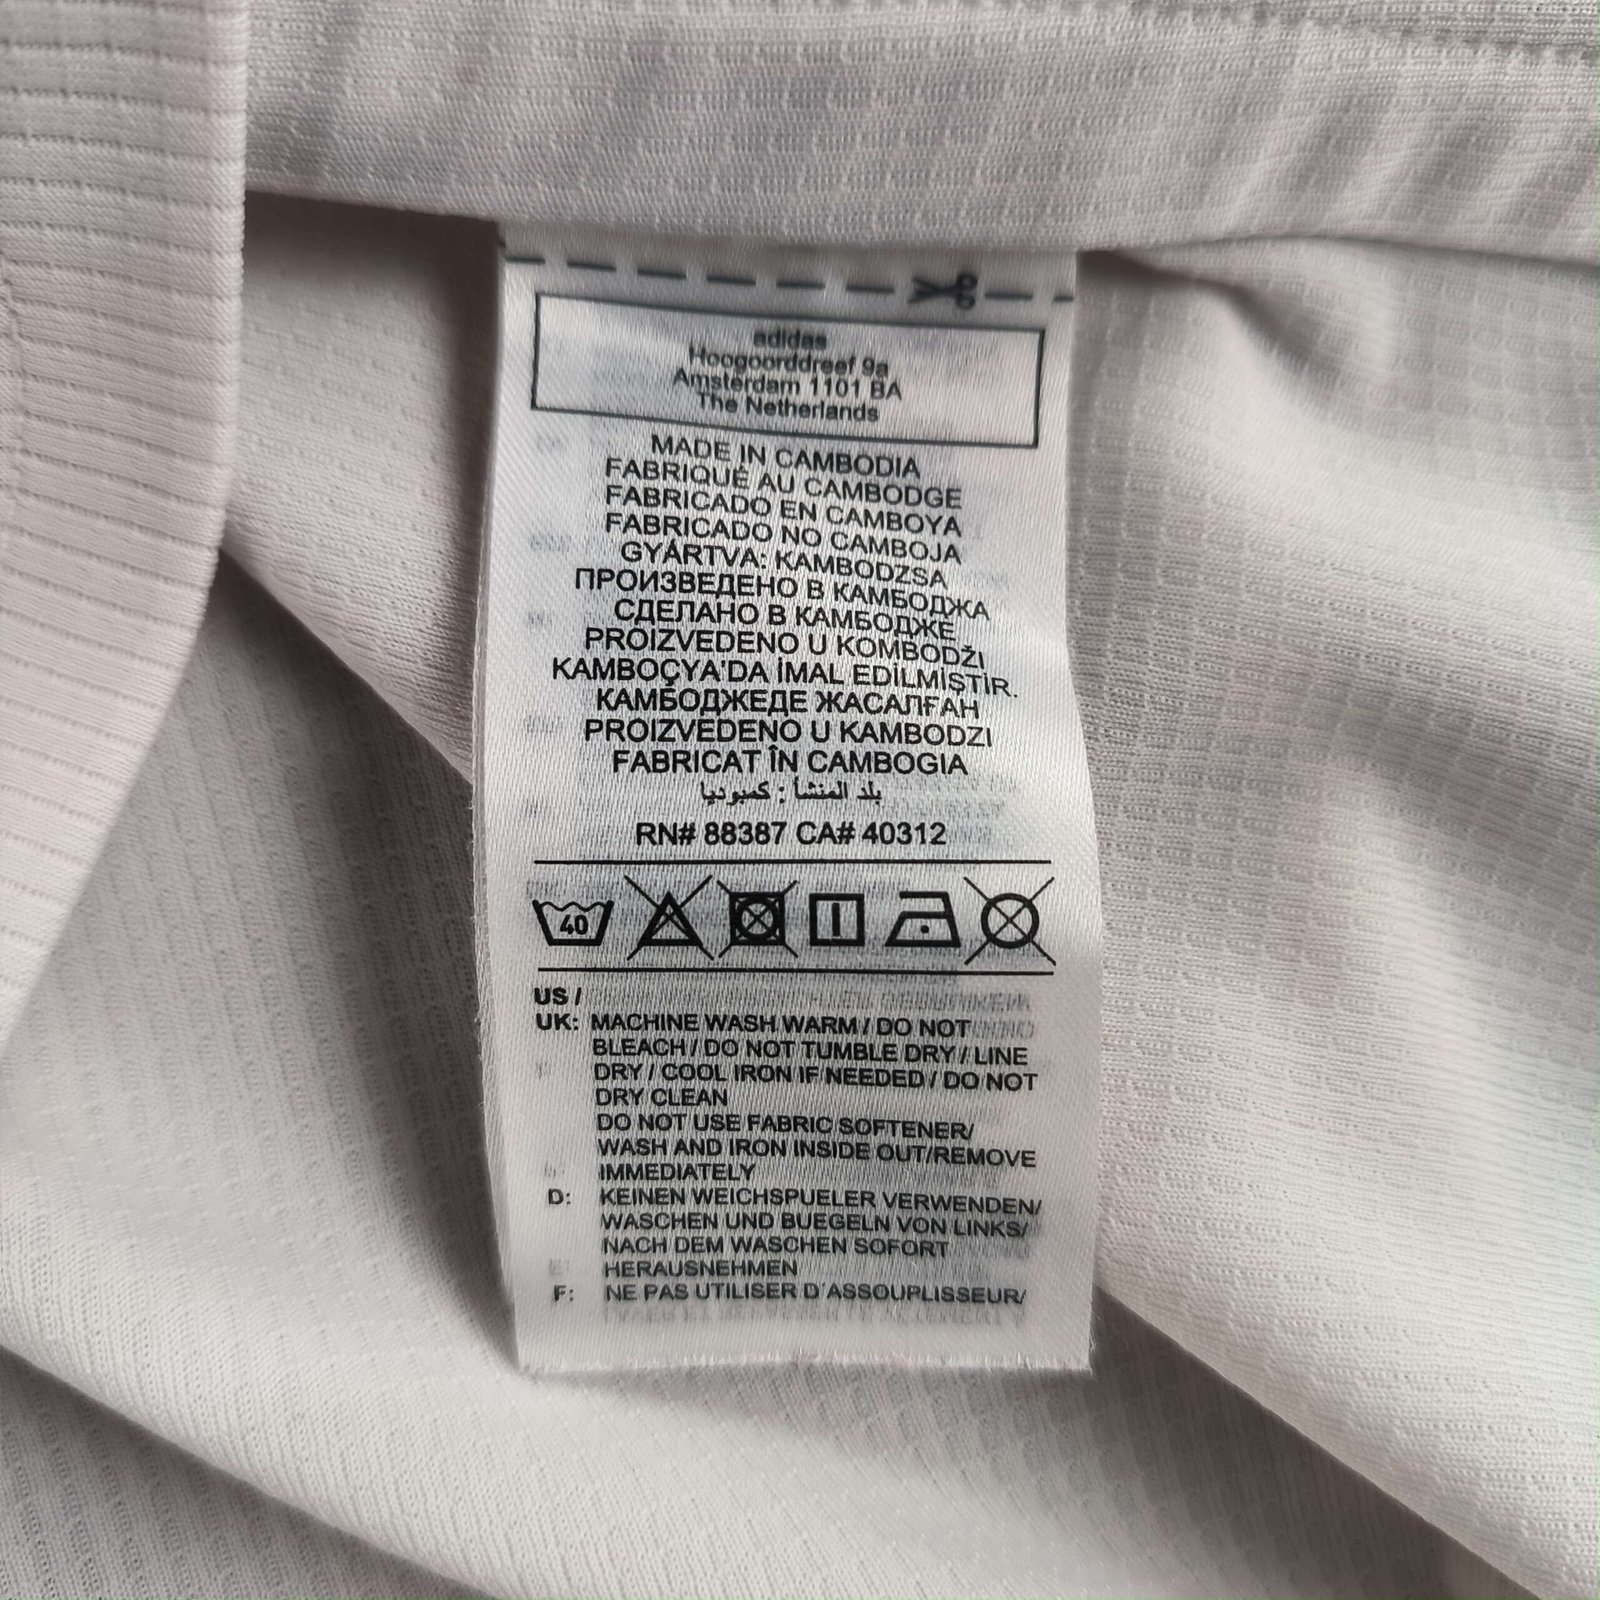 adidas
Hoogoorddreef 9a
Amsterdam 1101 BA
The Netherlands
MADE IN CAMBODIA
FABRIQUÉ AU CAMBODGE
FABRICADO EN CAMBOYA
FABRICADO NO CAMBOJA
GYÁRTVA: KAMBODZSA
ПРОИЗВЕДЕНО В КАМБОДЖА
СДЕЛАНО В КАМБОДЖЕ
PROIZVEDENO U KOMBODŽI
KAMBOÇYA'DA İMAL EDİLMİŞTİR.
КАМБОДЖЕДЕ ЖАСАЛҒАН
PROIZVEDENO U KAMBODZI
FABRICAT ÎN CAMBOGIA
بلد المنشأ : كمبوديا
RN# 88387 CA# 40312
40
US /
UK: MACHINE WASH WARM / DO NOT
BLEACH / DO NOT TUMBLE DRY / LINE
DRY / COOL IRON IF NEEDED / DO NOT
DRY CLEAN
DO NOT USE FABRIC SOFTENER/
WASH AND IRON INSIDE OUT/REMOVE
IMMEDIATELY
D: KEINEN WEICHSPUELER VERWENDEN/
WASCHEN UND BUEGELN VON LINKS/
NACH DEM WASCHEN SOFORT
HERAUSNEHMEN
F: NE PAS UTILISER D'ASSOUPLISSEUR/